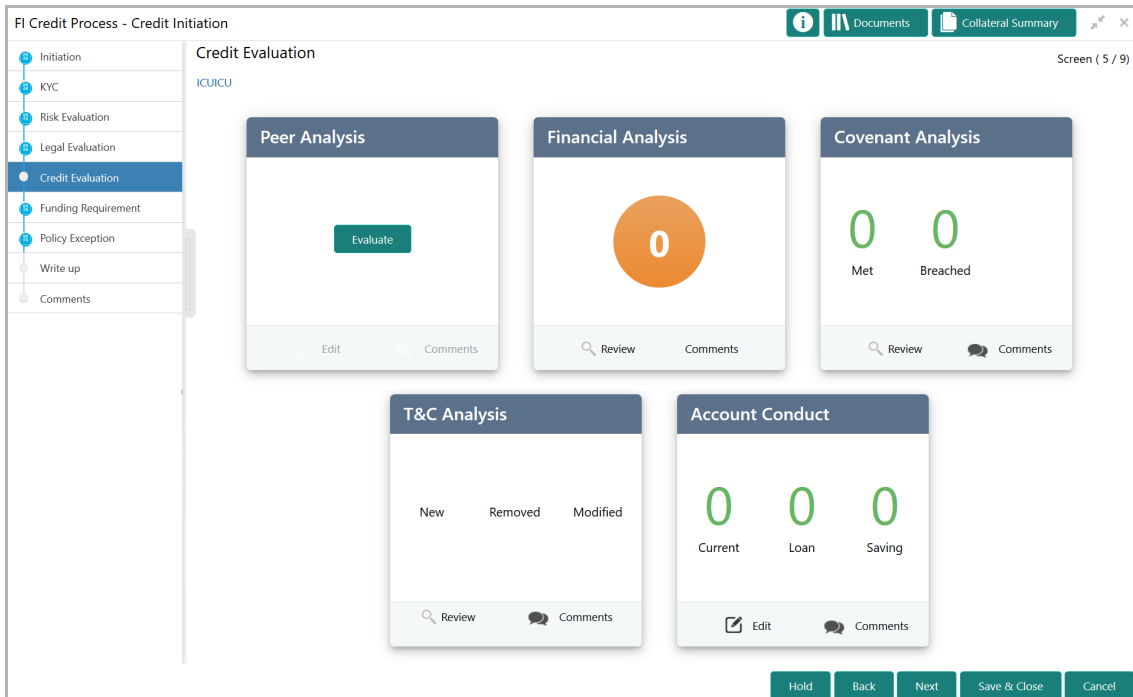 FI Credit Process - Credit Initiation
Documents
Collateral Summary
Initiation
KYC
Risk Evaluation
Legal Evaluation
Credit Evaluation
Funding Requirement
Policy Exception
Write up
Comments
Credit Evaluation
Screen ( 5 / 9)
ICUICU
Peer Analysis
Evaluate
Edit
Comments
Financial Analysis
0
Review
Comments
Covenant Analysis
0 0
Met Breached
Review
Comments
T&C Analysis
New Removed Modified
Review
Comments
Account Conduct
0 0 0
Current Loan Saving
Edit
Comments
Hold
Back
Next
Save & Close
Cancel